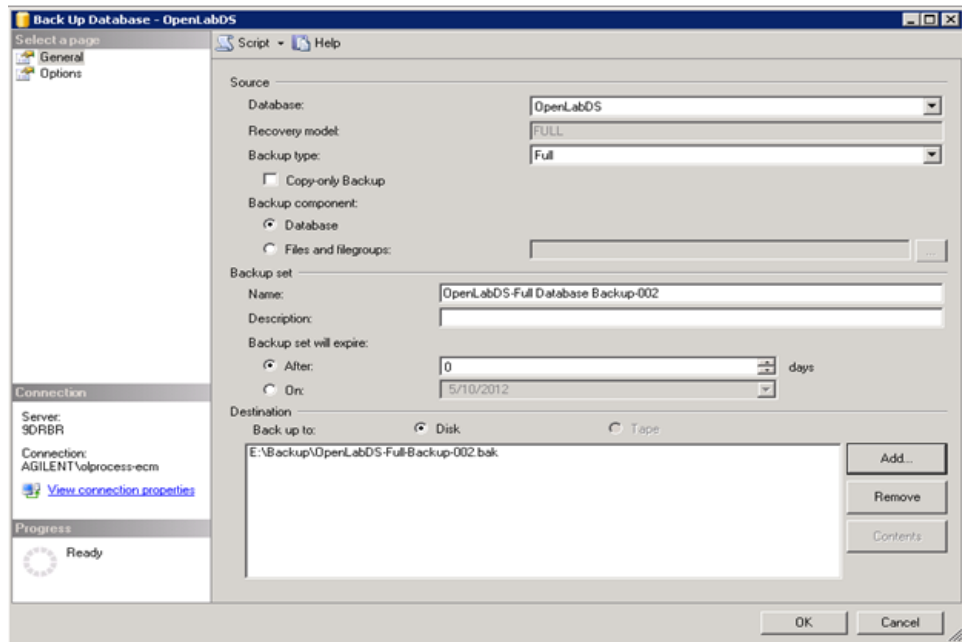 Back Up Database - OpenLabDS
Select a page
General
Options
Script
Help
Source
Database:
OpenLabDS
Recovery model:
FULL
Backup type:
Full
Copy-only Backup
Backup component:
Database
Files and filegroups:
...
Backup set
Name:
OpenLabDS-Full Database Backup-002
Description:
Backup set will expire:
After:
0
days
On:
5/10/2012
Destination
Back up to:
Disk
Tape
E:\Backup\OpenLabDS-Full-Backup-002.bak
Add...
Remove
Contents
Connection
Server:
9DRBR
Connection:
AGILENT\olprocess-ecm
View connection properties
Progress
Ready
OK
Cancel